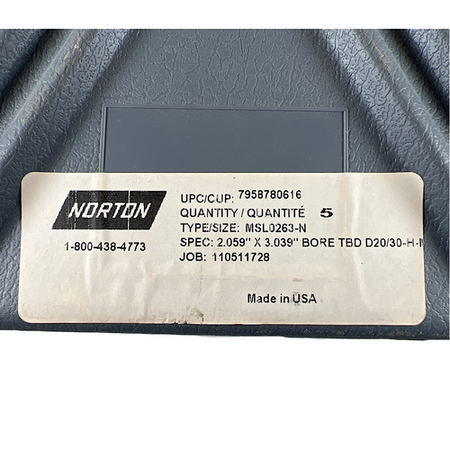 NORTON
1-800-438-4773
UPC/CUP: 7958780616
QUANTITY / QUANTITÉ 5
TYPE/SIZE: MSL0263-N
SPEC: 2.059" X 3.039" BORE TBD D20/30-H-
JOB: 110511728
Made in USA